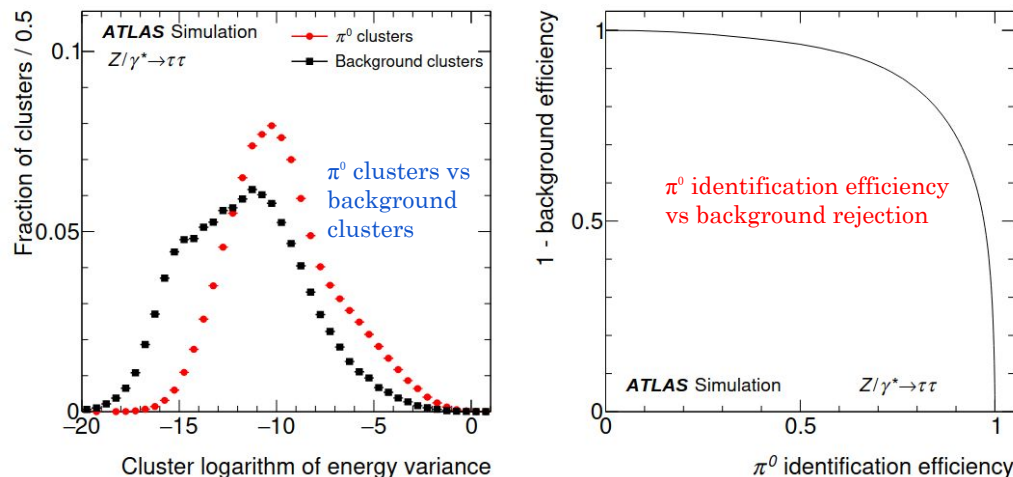 Fraction of clusters / 0.5
0.1
0.05
0
ATLAS Simulation
Z/γ*→ττ
π⁰ clusters
Background clusters
π⁰ clusters vs
background
clusters
−20 −15 −10 −5 0
Cluster logarithm of energy variance
1 - background efficiency
1
0.5
0
π⁰ identification efficiency
vs background rejection
ATLAS Simulation Z/γ*→ττ
0 0.5 1
π⁰ identification efficiency